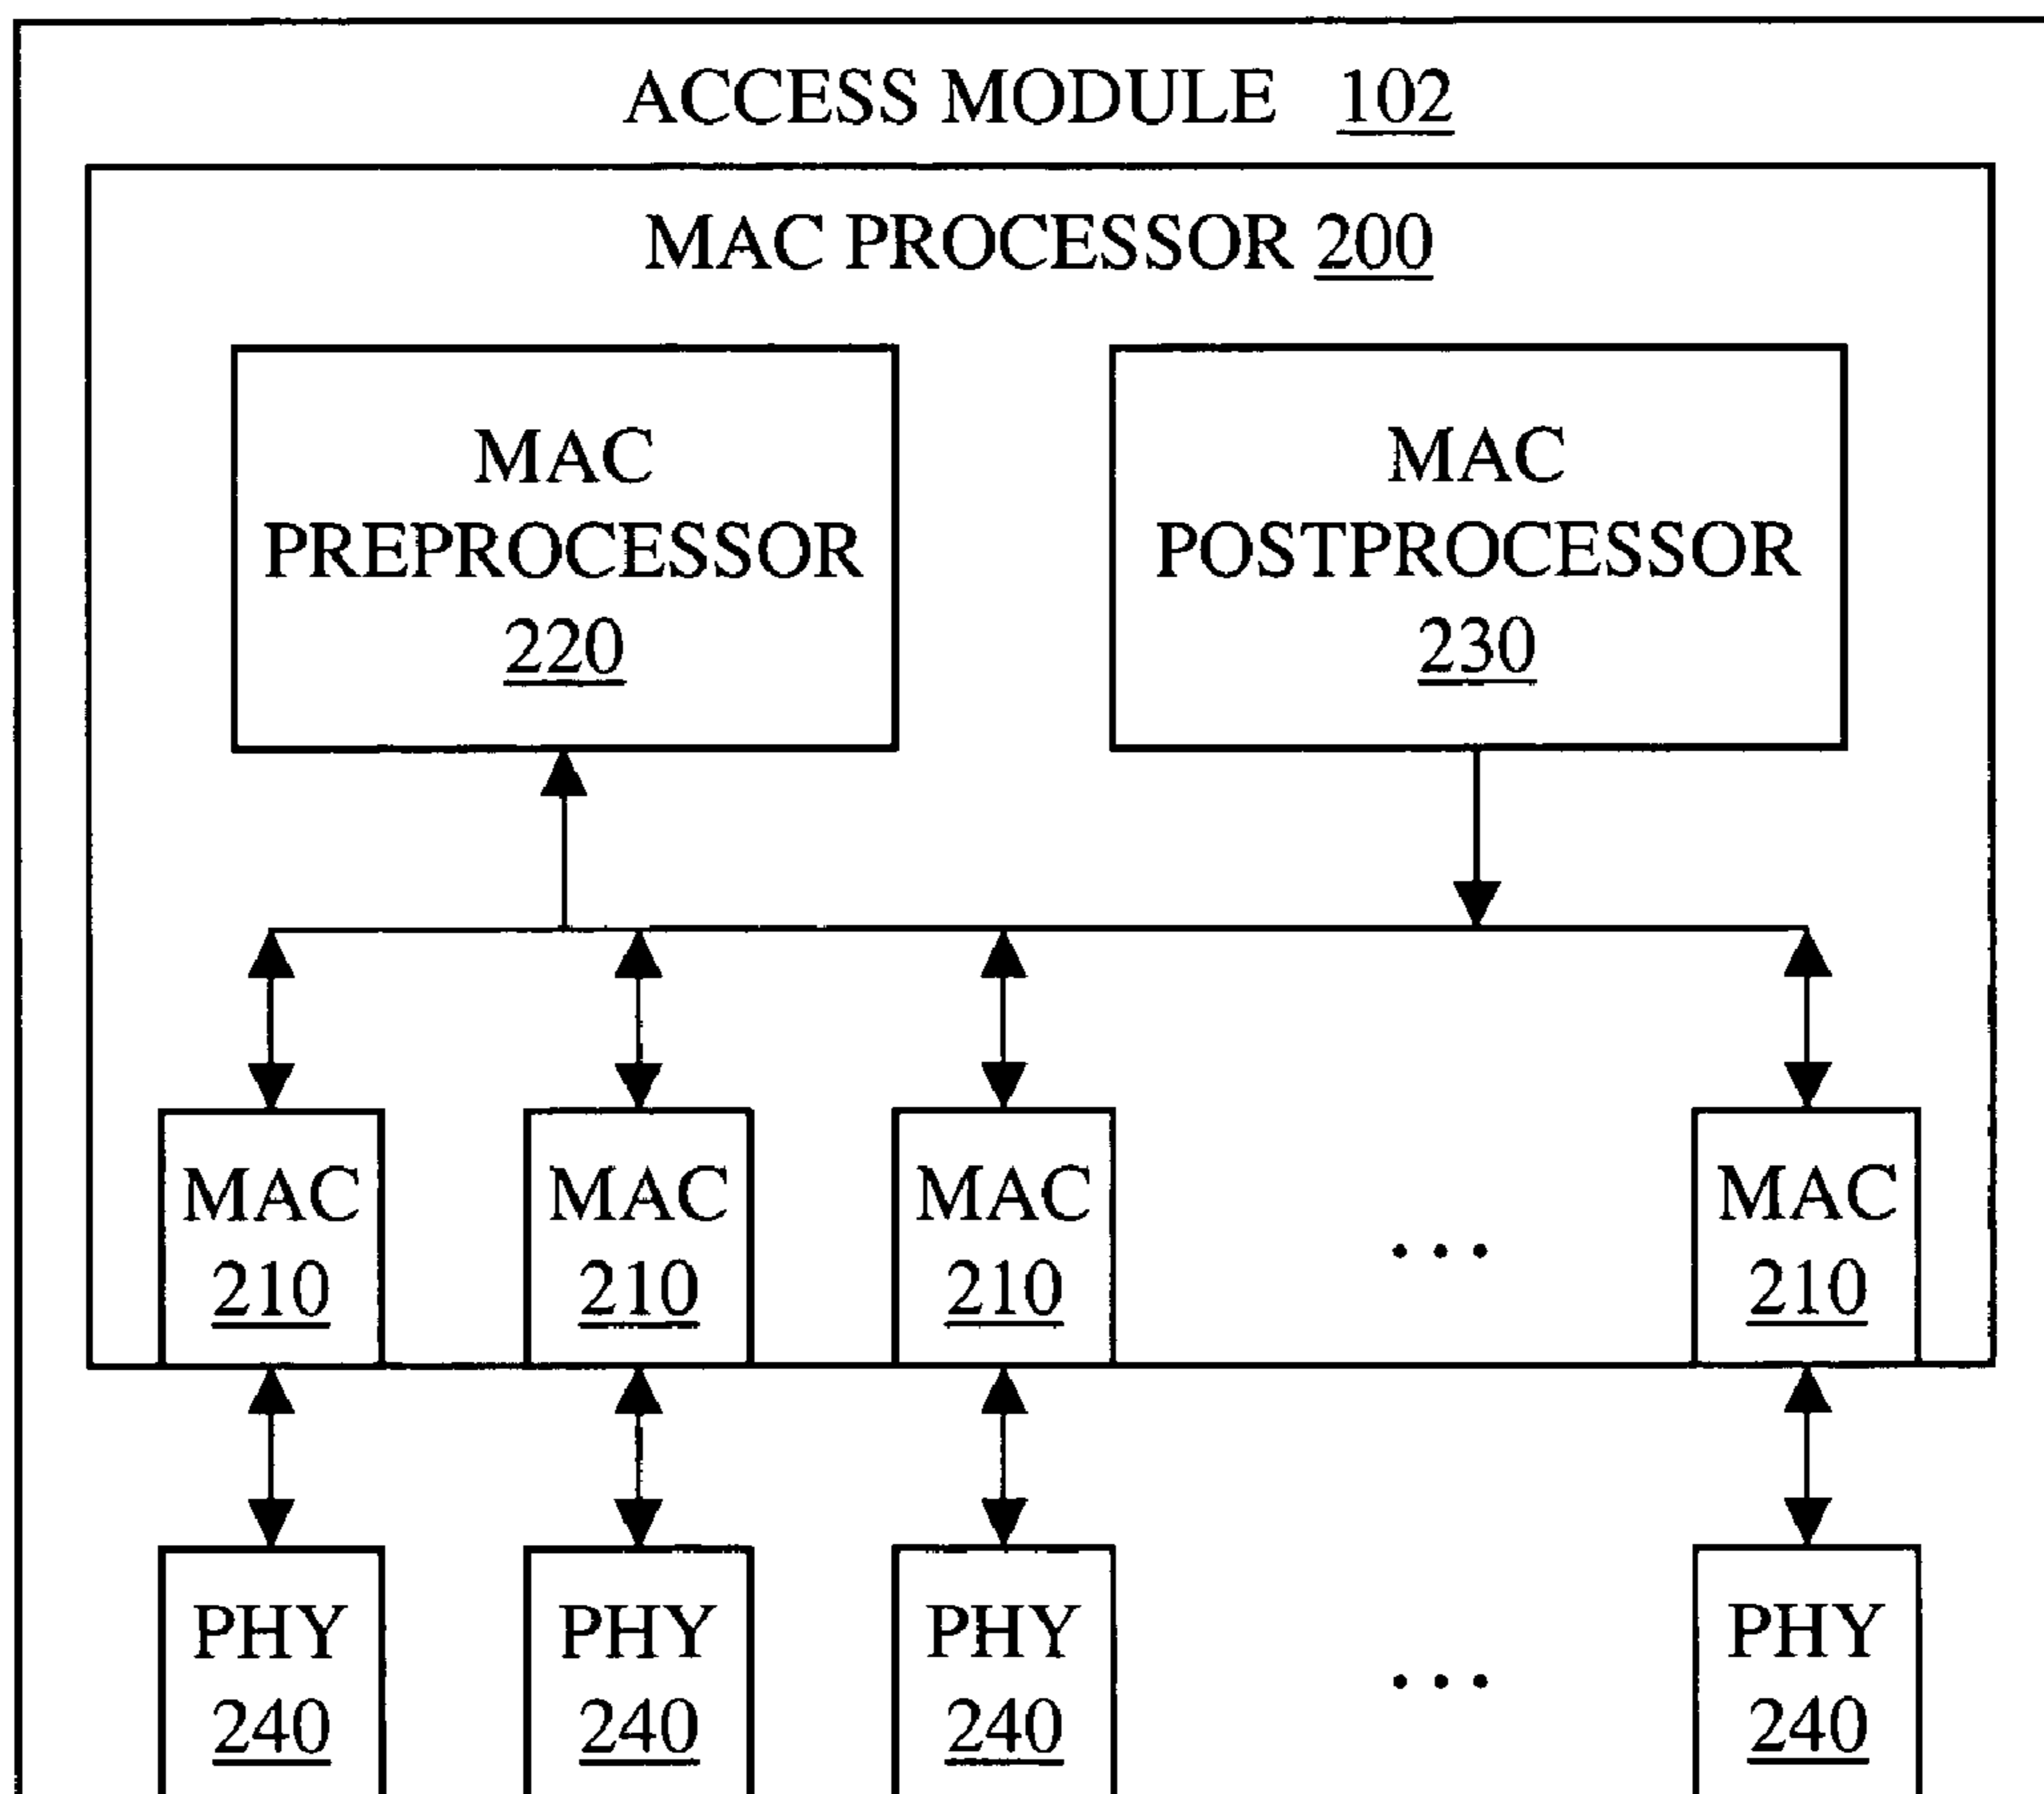 ACCESS MODULE 102
MAC PROCESSOR 200
MAC
PREPROCESSOR
220
MAC
POSTPROCESSOR
230
MAC
210
MAC
210
MAC
210
...
MAC
210
PHY
240
PHY
240
PHY
240
...
PHY
240